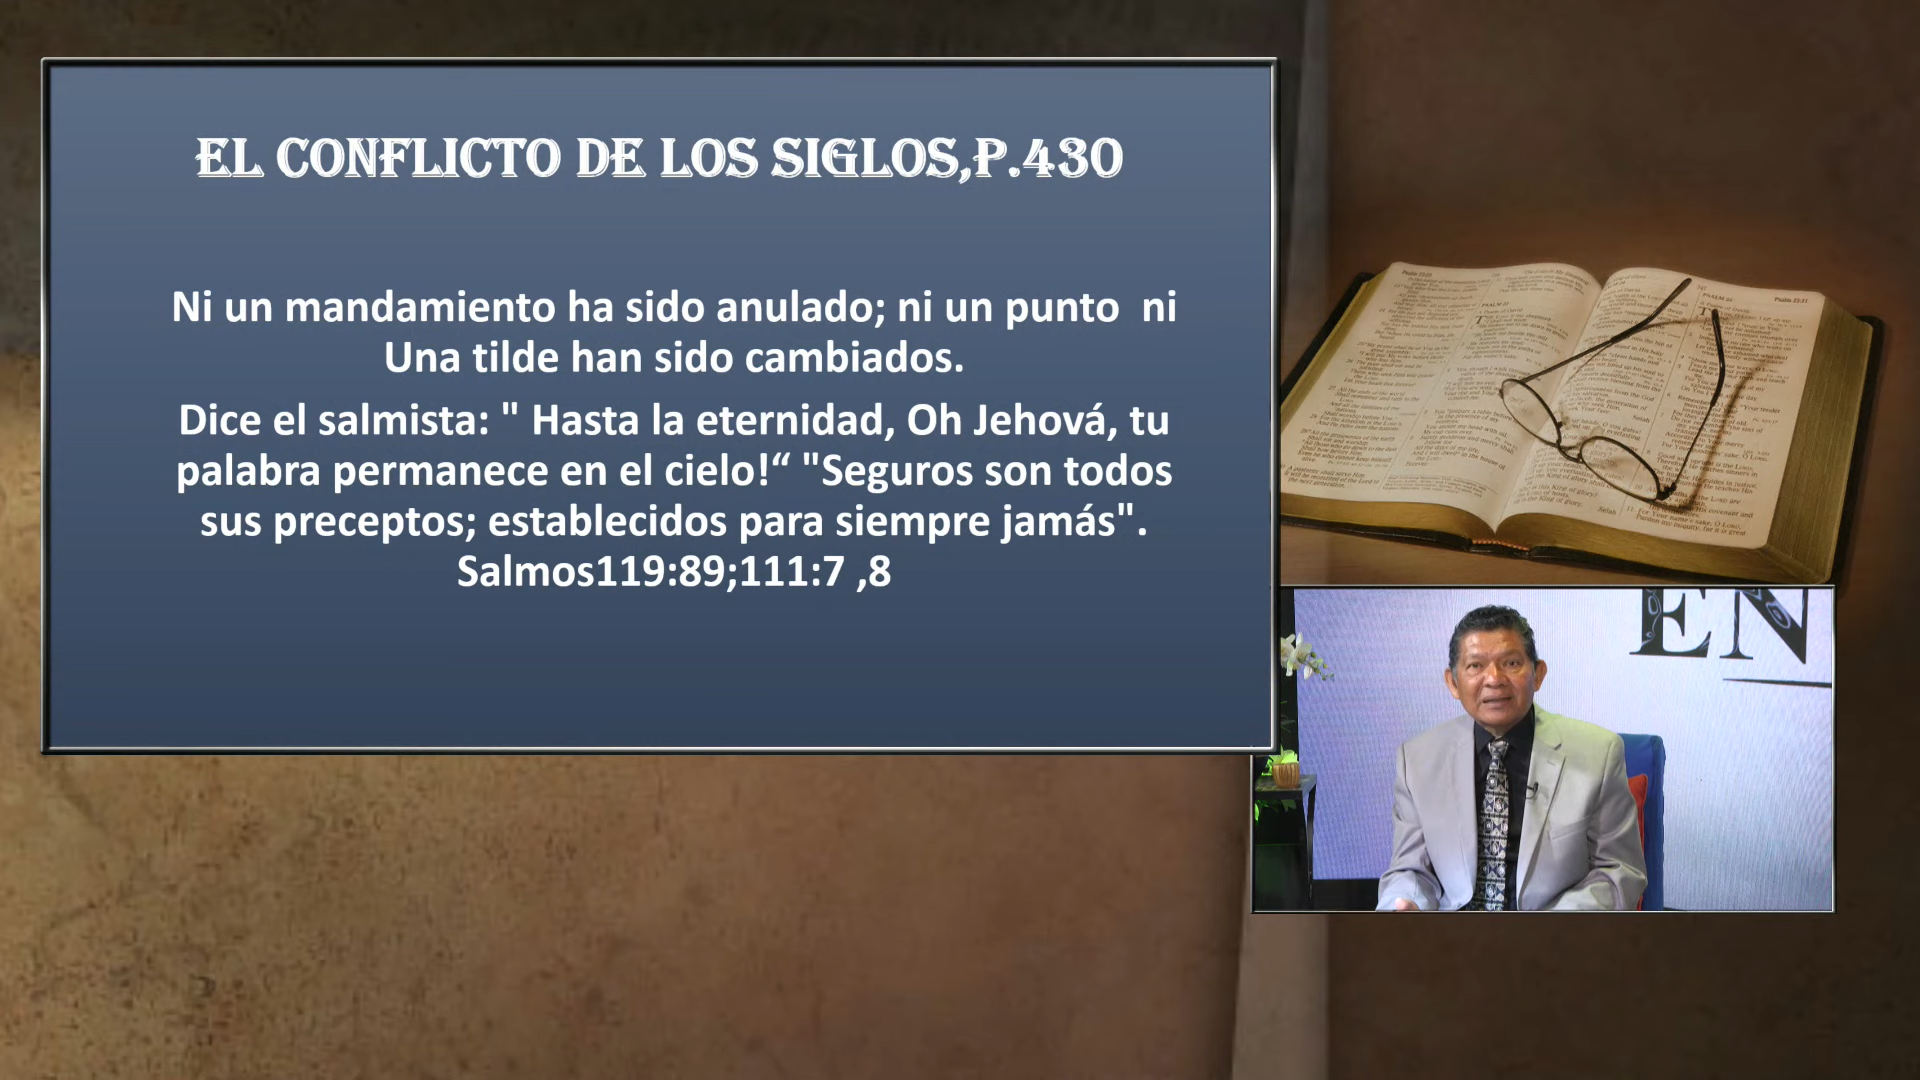 EL CONFLICTO DE LOS SIGLOS,P.430
Ni un mandamiento ha sido anulado; ni un punto  ni
Una tilde han sido cambiados.
Dice el salmista: " Hasta la eternidad, Oh Jehová, tu
palabra permanece en el cielo!“ "Seguros son todos
sus preceptos; establecidos para siempre jamás".
Salmos119:89;111:7 ,8
EN